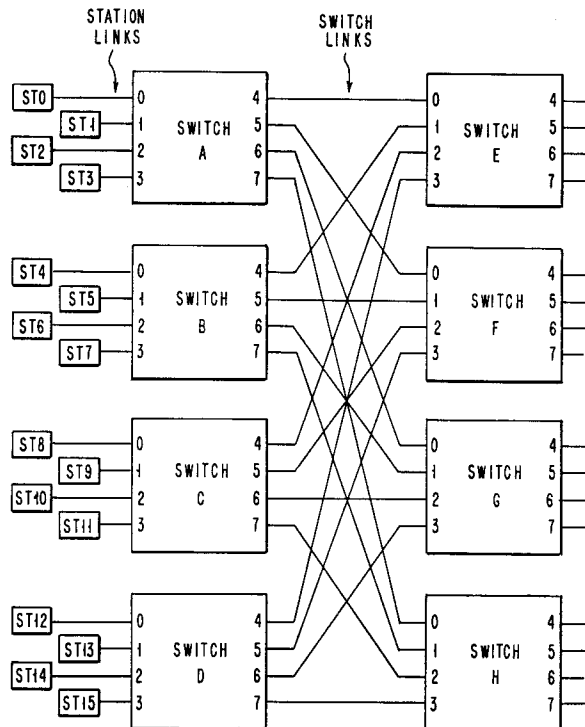 STATION LINKS
SWITCH LINKS
ST0
ST1
ST2
ST3
0
1
2
3
SWITCH
A
4
5
6
7
0
1
2
3
SWITCH
E
4
5
6
7
ST4
ST5
ST6
ST7
0
1
2
3
SWITCH
B
4
5
6
7
0
1
2
3
SWITCH
F
4
5
6
7
ST8
ST9
ST10
ST11
0
1
2
3
SWITCH
C
4
5
6
7
0
1
2
3
SWITCH
G
4
5
6
7
ST12
ST13
ST14
ST15
0
1
2
3
SWITCH
D
4
5
6
7
0
1
2
3
SWITCH
H
4
5
6
7